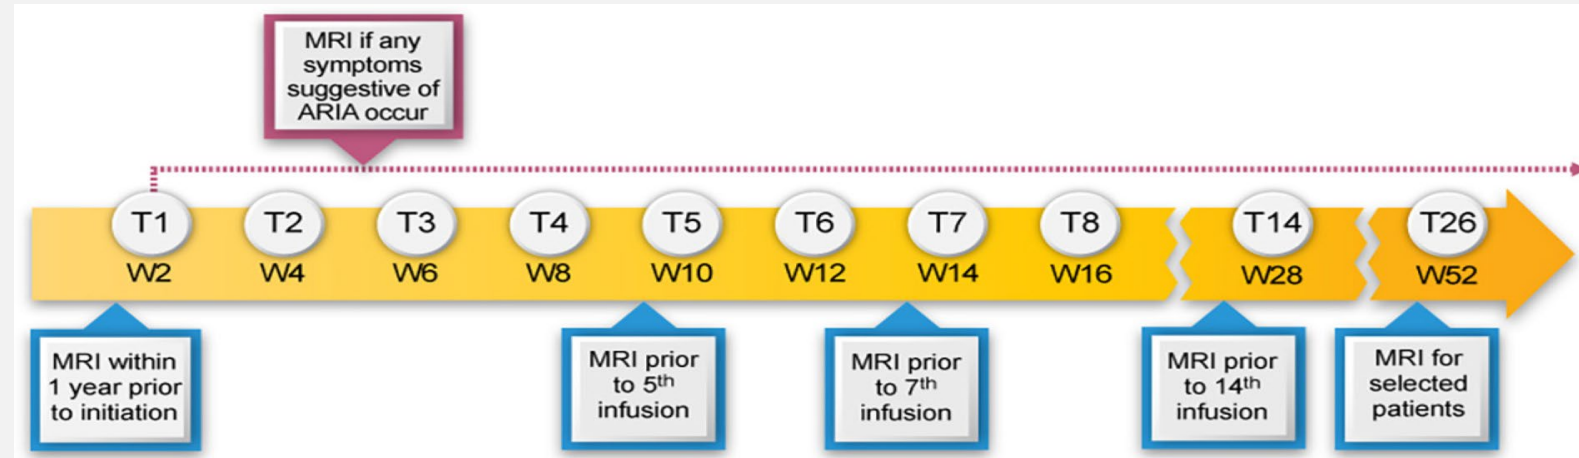 MRI if any
symptoms
suggestive of
ARIA occur
T1 T2 T3 T4 T5 T6 T7 T8 T14 T26
W2 W4 W6 W8 W10 W12 W14 W16 W28 W52
MRI within
1 year prior
to initiation
MRI prior
to 5th
infusion
MRI prior
to 7th
infusion
MRI prior
to 14th
infusion
MRI for
selected
patients